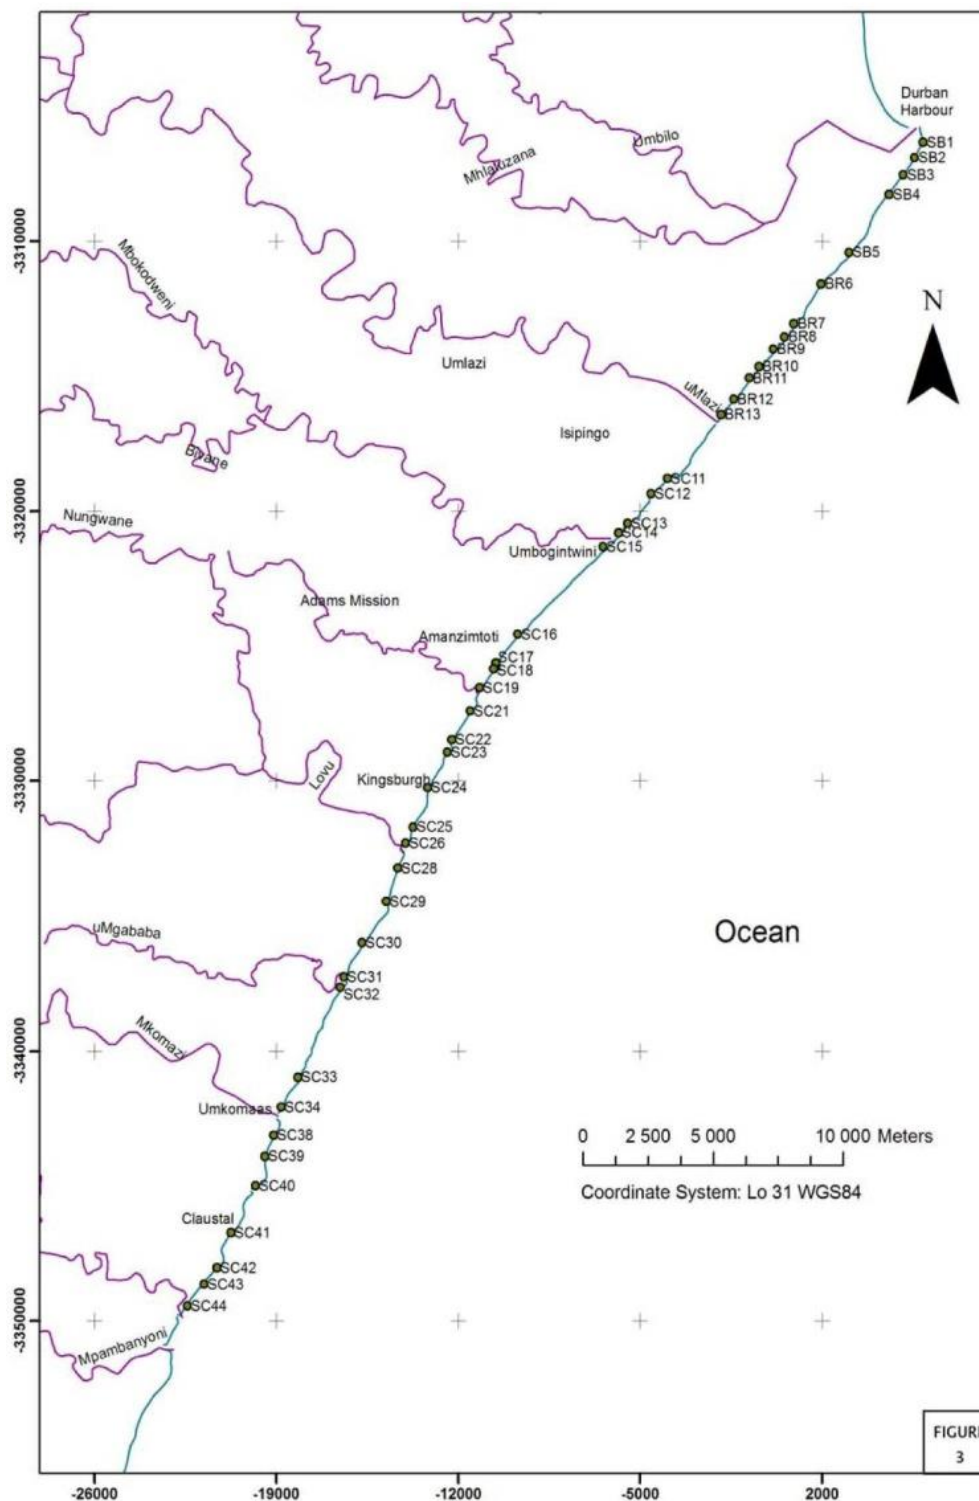 Durban
Harbour
SB1
SB2
SB3
SB4
Umbilo
Mhlatuzana
-3310000
Mbokodweni
SB5
BR6
N
BR7
BR8
BR9
BR10
BR11
BR12
BR13
Umlazi
uMlazi
Isipingo
Bivane
SC11
SC12
-3320000
Nungwane
SC13
SC14
SC15
Umbogintwini
Adams Mission
Amanzimtoti
SC16
SC17
SC18
SC19
SC21
SC22
SC23
-3330000
Lovu
Kingsburgh
SC24
SC25
SC26
SC28
SC29
uMgababa
SC30
Ocean
SC31
SC32
Mkomazi
-3340000
SC33
Umkomaas
SC34
SC38
SC39
SC40
0 2 500 5 000 10 000 Meters
Coordinate System: Lo 31 WGS84
Claustal
SC41
SC42
SC43
SC44
-3350000
Mpambanyoni
FIGURE
3
-26000 -19000 -12000 -5000 2000